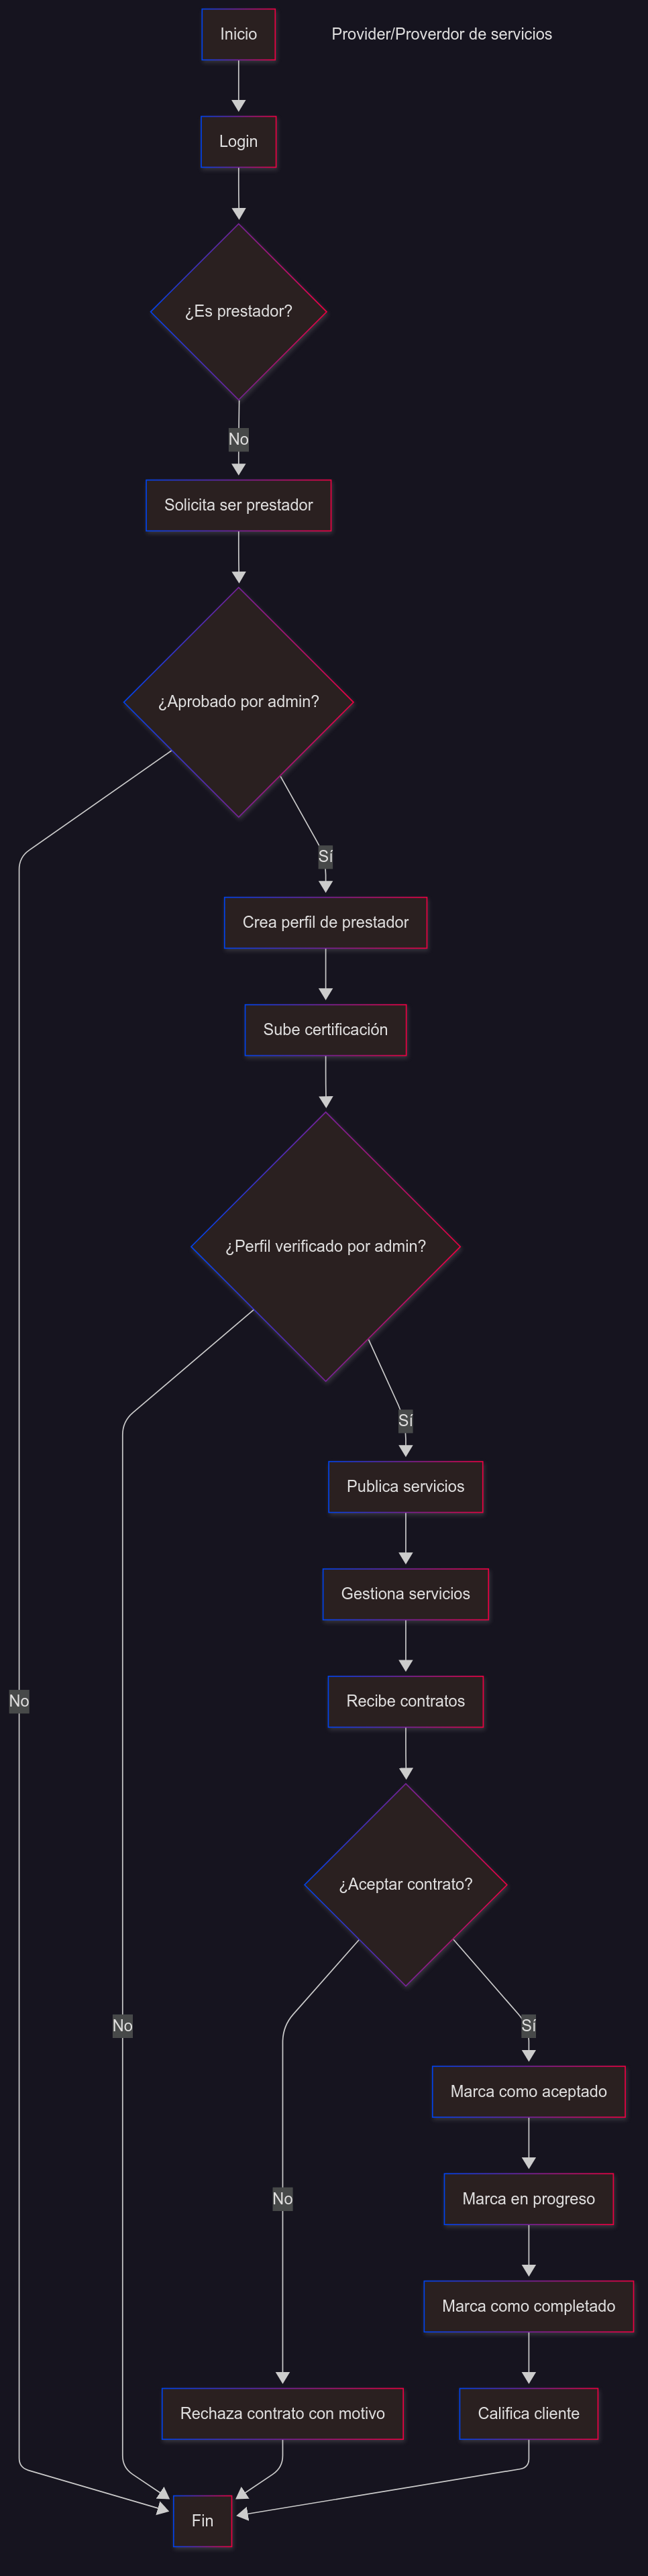 Inicio
Provider/Proverdor de servicios
Login
¿Es prestador?
No
Solicita ser prestador
¿Aprobado por admin?
Sí
Crea perfil de prestador
Sube certificación
¿Perfil verificado por admin?
Sí
Publica servicios
Gestiona servicios
No
Recibe contratos
¿Aceptar contrato?
No
Sí
Marca como aceptado
Marca en progreso
No
Marca como completado
Rechaza contrato con motivo
Califica cliente
Fin